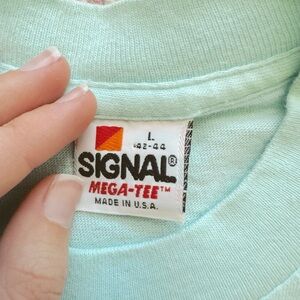 L
42-44
SIGNAL®
MEGA-TEE™
MADE IN U.S.A.